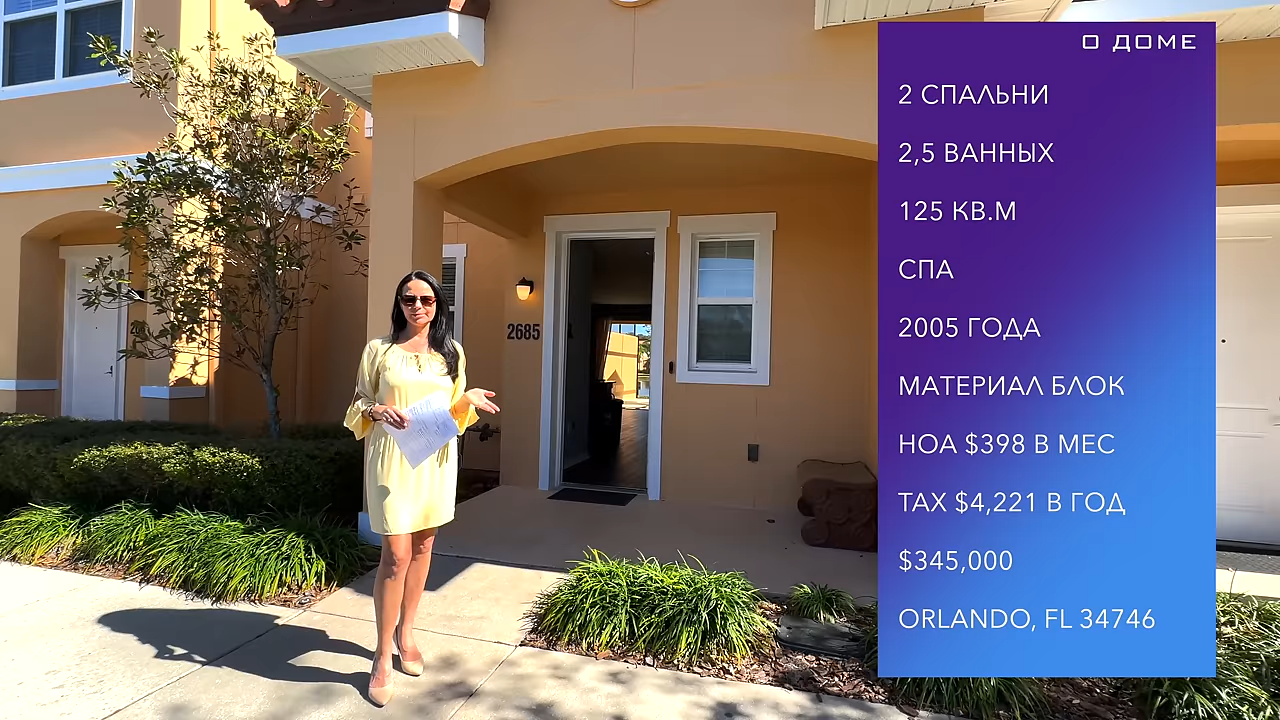 2685
О ДОМЕ
2 СПАЛЬНИ
2,5 ВАННЫХ
125 КВ.М
СПА
2005 ГОДА
МАТЕРИАЛ БЛОК
HOA $398 В МЕС
TAX $4,221 В ГОД
$345,000
ORLANDO, FL 34746